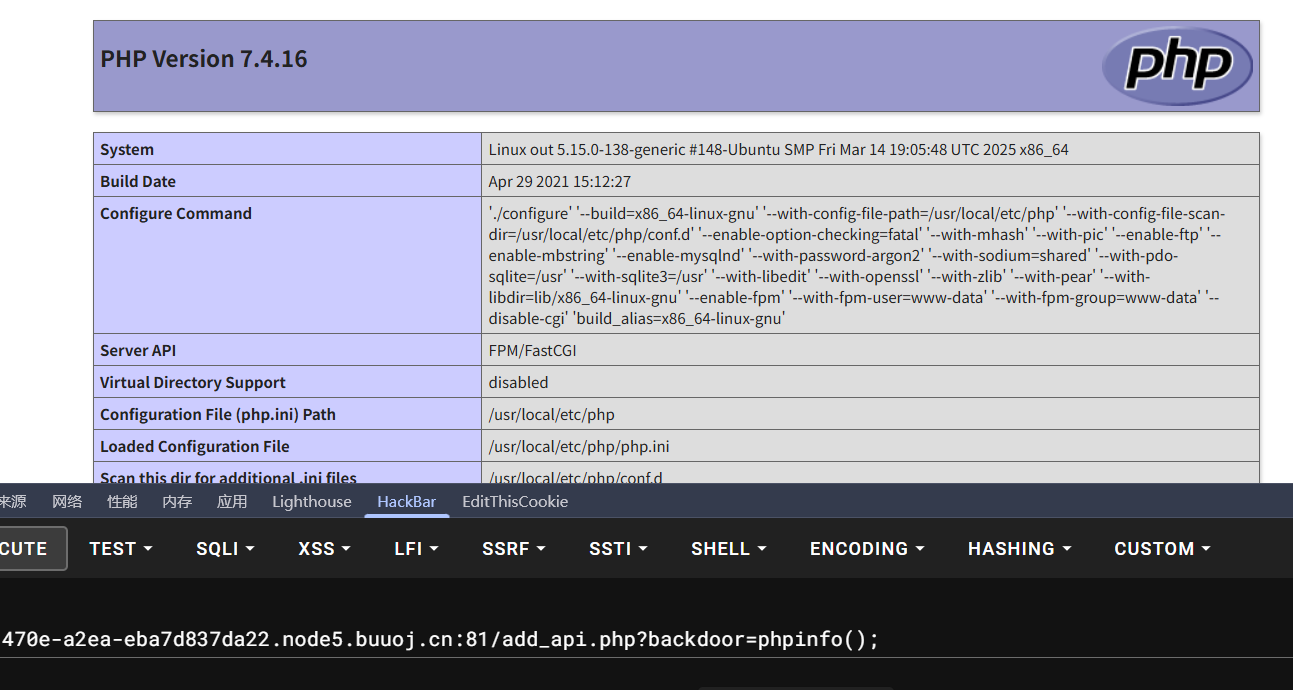 PHP Version 7.4.16
php
System Linux out 5.15.0-138-generic #148-Ubuntu SMP Fri Mar 14 19:05:48 UTC 2025 x86_64
Build Date Apr 29 2021 15:12:27
Configure Command './configure' '--build=x86_64-linux-gnu' '--with-config-file-path=/usr/local/etc/php' '--with-config-file-scan-
dir=/usr/local/etc/php/conf.d' '--enable-option-checking=fatal' '--with-mhash' '--with-pic' '--enable-ftp' '--
enable-mbstring' '--enable-mysqlnd' '--with-password-argon2' '--with-sodium=shared' '--with-pdo-
sqlite=/usr' '--with-sqlite3=/usr' '--with-libedit' '--with-openssl' '--with-zlib' '--with-pear' '--with-
libdir=lib/x86_64-linux-gnu' '--enable-fpm' '--with-fpm-user=www-data' '--with-fpm-group=www-data' '--
disable-cgi' 'build_alias=x86_64-linux-gnu'
Server API FPM/FastCGI
Virtual Directory Support disabled
Configuration File (php.ini) Path /usr/local/etc/php
Loaded Configuration File /usr/local/etc/php/php.ini
Scan this dir for additional .ini files /usr/local/etc/php/conf.d
来源 网络 性能 内存 应用 Lighthouse HackBar EditThisCookie
CUTE TEST SQLI XSS LFI SSRF SSTI SHELL ENCODING HASHING CUSTOM
470e-a2ea-eba7d837da22.node5.buuoj.cn:81/add_api.php?backdoor=phpinfo();